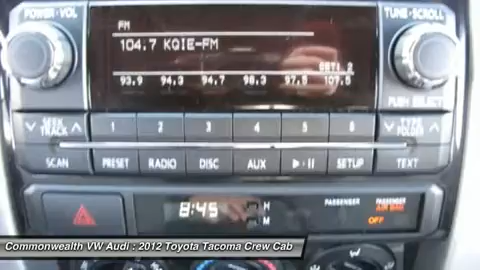 POWER·VOL
TUNE·SCROLL
FM
104.7 KQIE-FM
CAT1.2
93.9 94.3 94.7 98.3 97.5 107.5
PUSH SELECT
SEEK TRACK
1 2 3 4 5 6
TYPE FOLDER
SCAN PRESET RADIO DISC AUX SETUP TEXT
8:45 H M
PASSENGER
PASSENGER AIR BAG
OFF
Commonwealth VW Audi : 2012 Toyota Tacoma Crew Cab